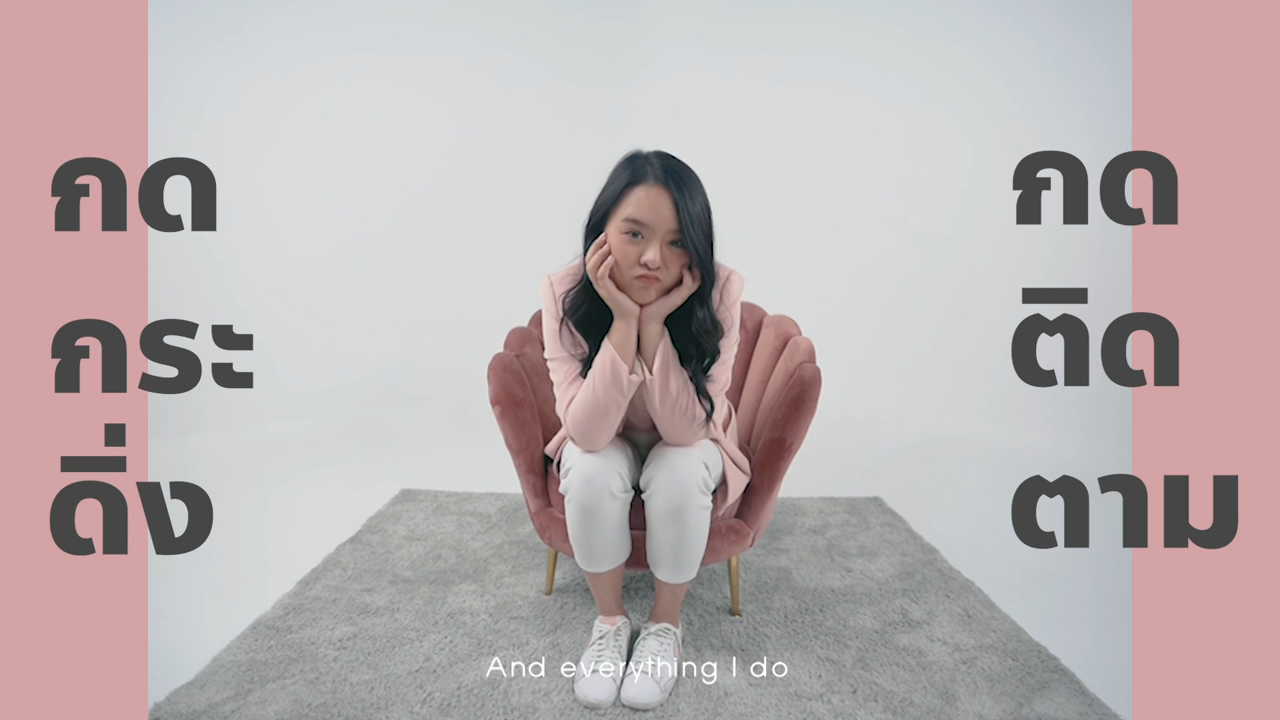 กด
กระ
ดิ่ง
กด
ติด
ตาม
And everything I do